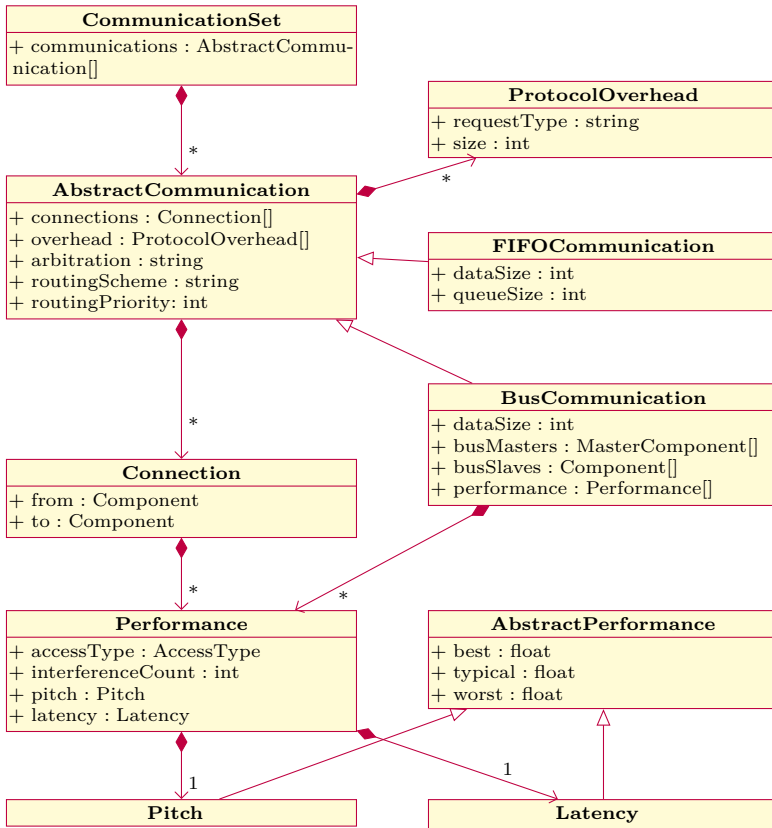 CommunicationSet
+ communications : AbstractCommu-
nication[]
*
ProtocolOverhead
+ requestType : string
+ size : int
*
AbstractCommunication
+ connections : Connection[]
+ overhead : ProtocolOverhead[]
+ arbitration : string
+ routingScheme : string
+ routingPriority: int
FIFOCommunication
+ dataSize : int
+ queueSize : int
*
BusCommunication
+ dataSize : int
+ busMasters : MasterComponent[]
+ busSlaves : Component[]
+ performance : Performance[]
Connection
+ from : Component
+ to : Component
*
*
Performance
+ accessType : AccessType
+ interferenceCount : int
+ pitch : Pitch
+ latency : Latency
AbstractPerformance
+ best : float
+ typical : float
+ worst : float
1
1
Pitch
Latency